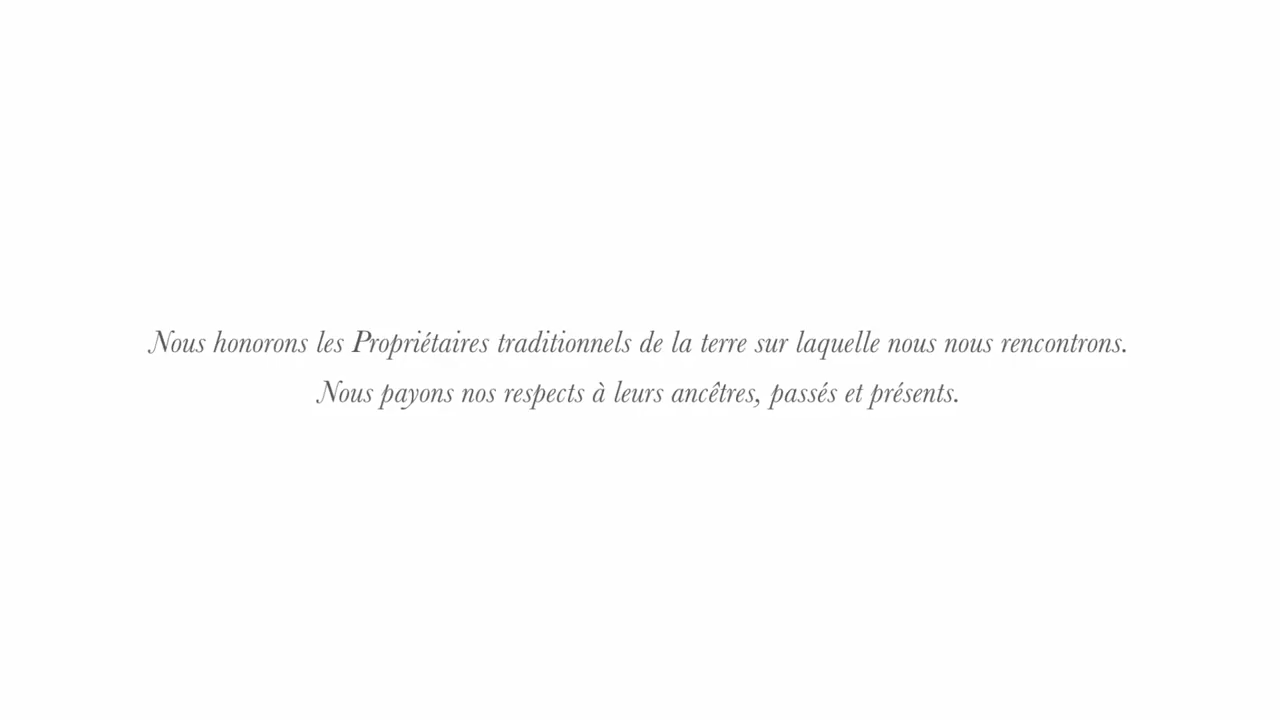 Nous honorons les Propriétaires traditionnels de la terre sur laquelle nous nous rencontrons.
Nous payons nos respects à leurs ancêtres, passés et présents.